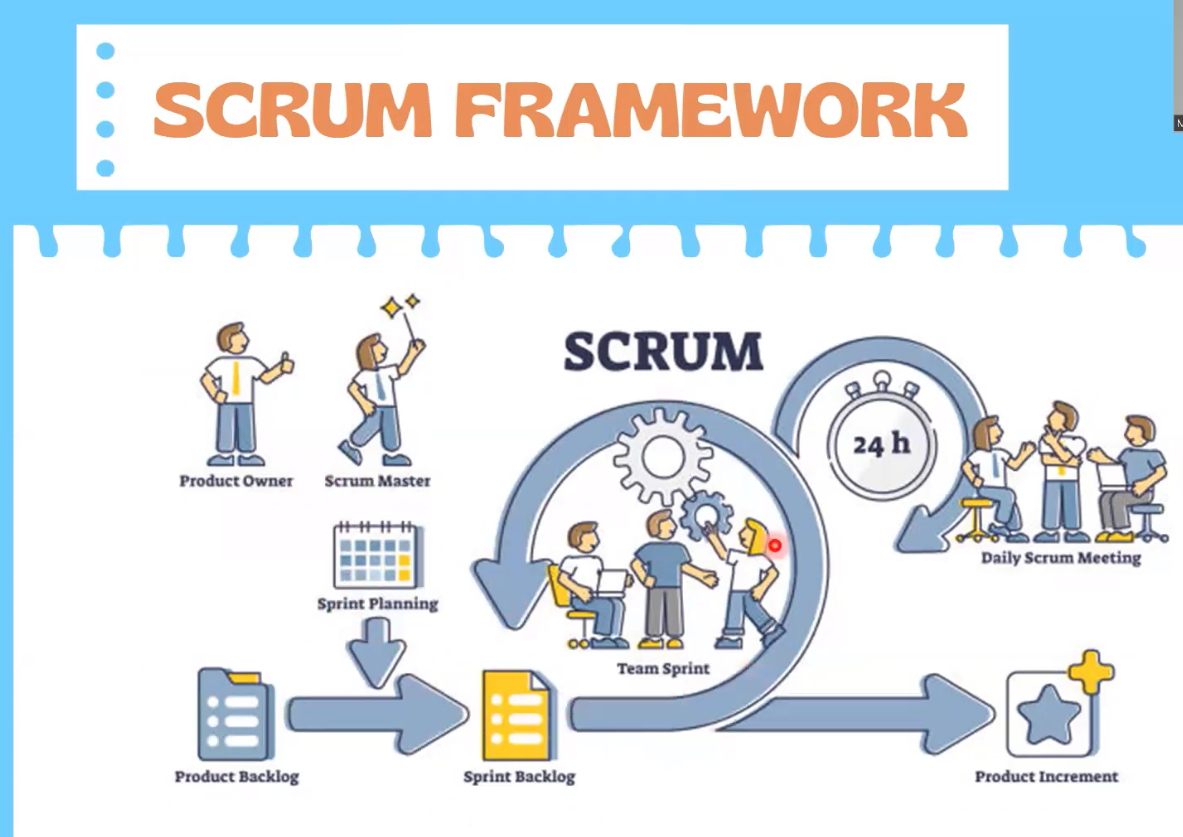 SCRUM FRAMEWORK
SCRUM
24 h
Product Owner
Scrum Master
Daily Scrum Meeting
Sprint Planning
Team Sprint
Product Backlog
Sprint Backlog
Product Increment